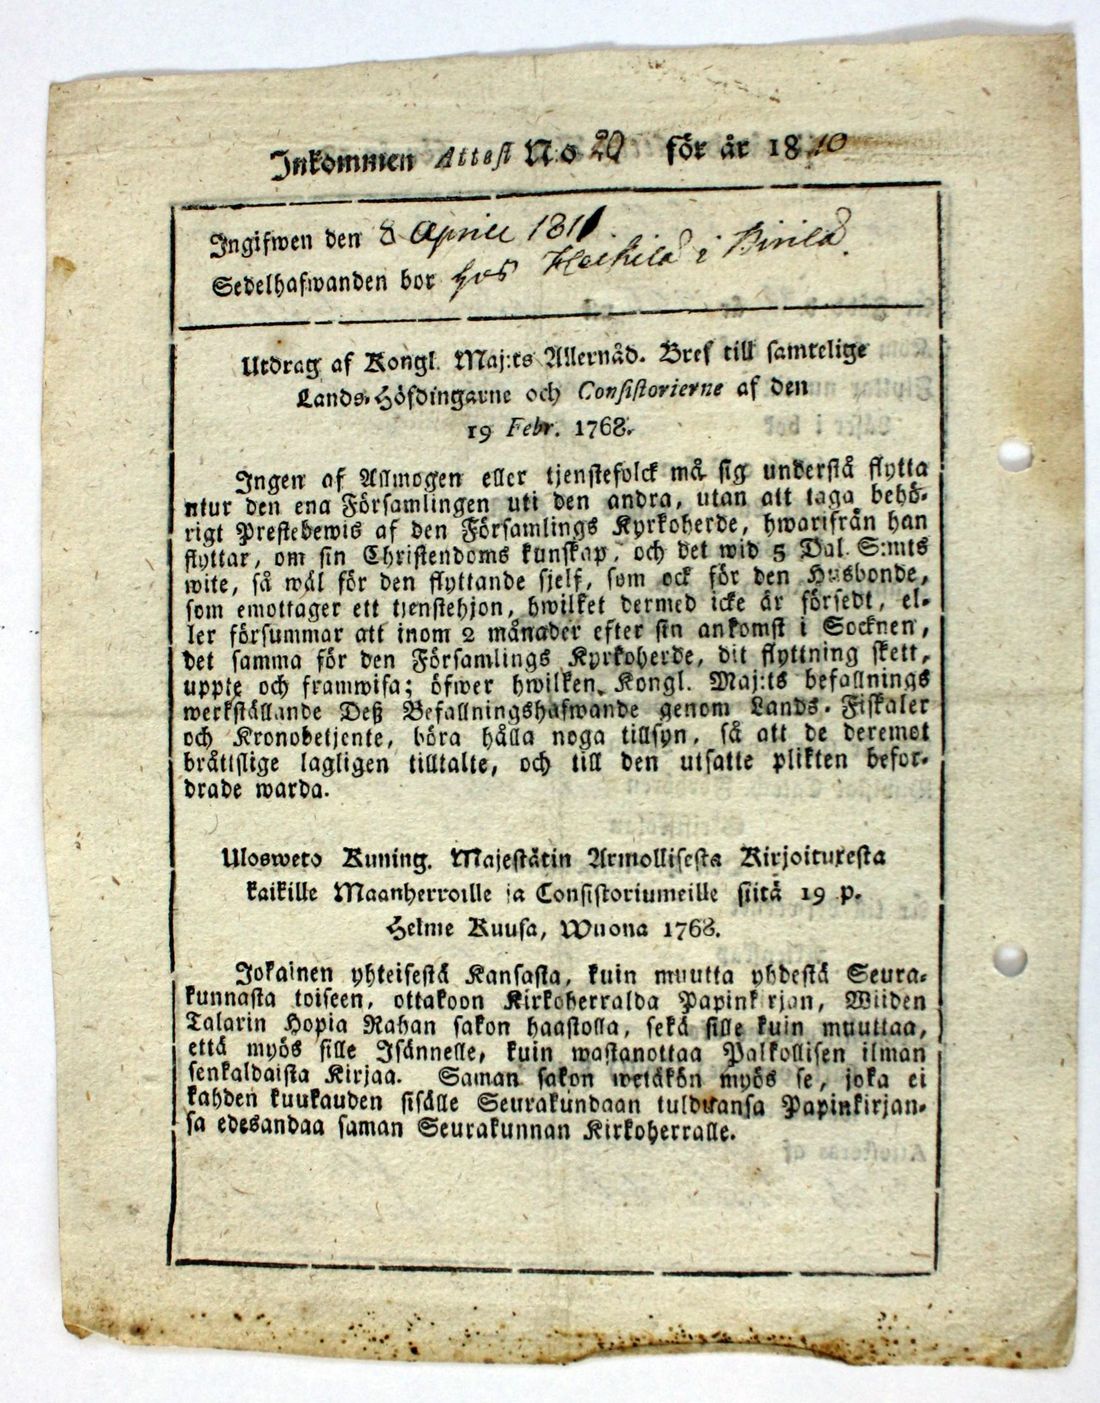 Inkommen Attest N:o 20 för år 1810
Ingifwen den 8 Aprill 1811.
Sedelhafwanden bor hos Heikilä i Pirilä.
Utdrag af Kongl. Maj:ts Allernåd. Bref till samtelige
Lands-Höfdingarne och Consistorierne af den
19 Febr. 1768.
Ingen af Allmogen eller tjenstefolck må sig understå flytta
utur den ena Församlingen uti den andra, utan att taga behö-
rigt Prestebewis af den Församlings Kyrkoherde, hwarifrån han
flyttar, om sin Christendoms kunskap, och det wid 5 Dal. S:mts
wite, så wäl för den flyttande sjelf, som ock för den Husbonde,
som emottager ett tjenstehjon, hwilket dermed icke är försedt, el-
ler försummar att inom 2 månader efter sin ankomst i Socknen,
det samma för den Församlings Kyrkoherde, dit flyttning skett,
uppte och framwisa; öfwer hwilken Kongl. Maj:ts befallnings
werkställande Deß Befallningshafwande genom Lands-Fiskaler
och Kronobetjente, böra hålla noga tillsyn, så att de deremot
bråttslige lagligen tilltalte, och till den utsatte plikten befor-
drade warda.
Ulosweto Kuning. Majestätin Armollisesta Kirjoituxesta
kaikille Maanherroille ja Consistoriumeille siitä 19 p.
Helme Kuusa, Wuona 1768.
Jokainen yhteisestä Kansasta, kuin muutta yhdestä Seura-
kunnasta toiseen, ottakoon Kirkoherralda Papinkirjan, Wiiden
Talarin Hopia Rahan sakon haastolla, sekä sille kuin muuttaa,
että myös sille Isännelle, kuin wastanottaa Palkollisen ilman
senkaldaista Kirjaa. Saman sakon wetäkön myös se, joka ei
kahden kuukauden sisälle Seurakundaan tulduansa Papinkirjan-
sa edesandaa saman Seurakunnan Kirkoherralle.